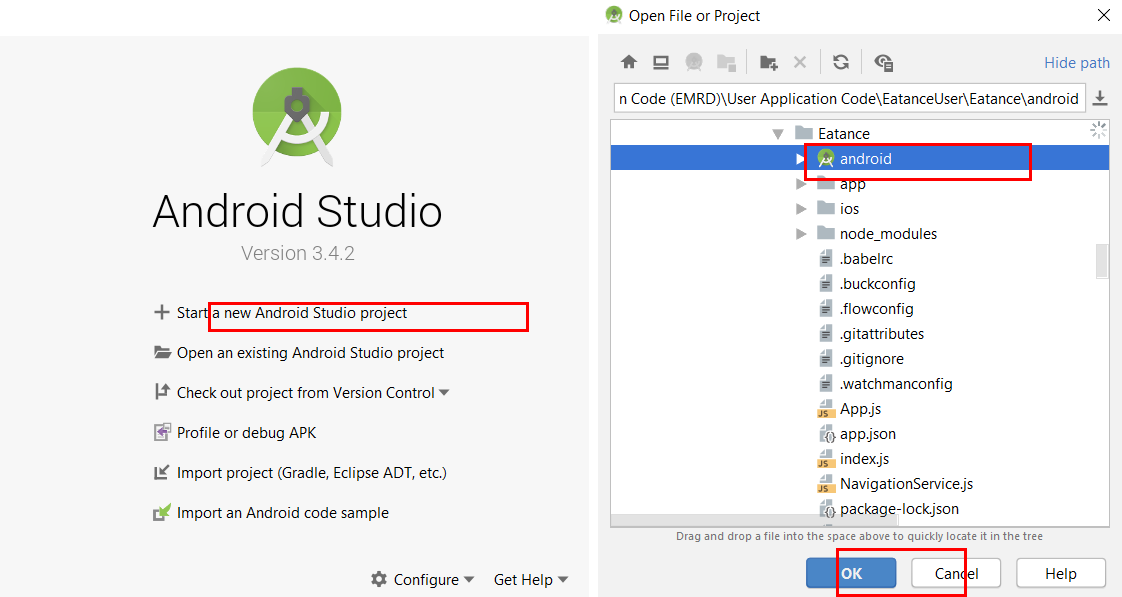 Android Studio
Version 3.4.2
Start a new Android Studio project
Open an existing Android Studio project
Check out project from Version Control
Profile or debug APK
Import project (Gradle, Eclipse ADT, etc.)
Import an Android code sample
Configure
Get Help
Open File or Project
Hide path
n Code (EMRD)\User Application Code\EatanceUser\Eatance\android
Eatance
android
app
ios
node_modules
.babelrc
.buckconfig
.flowconfig
.gitattributes
.gitignore
.watchmanconfig
JS App.js
app.json
JS index.js
JS NavigationService.js
package-lock.json
Drag and drop a file into the space above to quickly locate it in the tree
OK
Cancel
Help